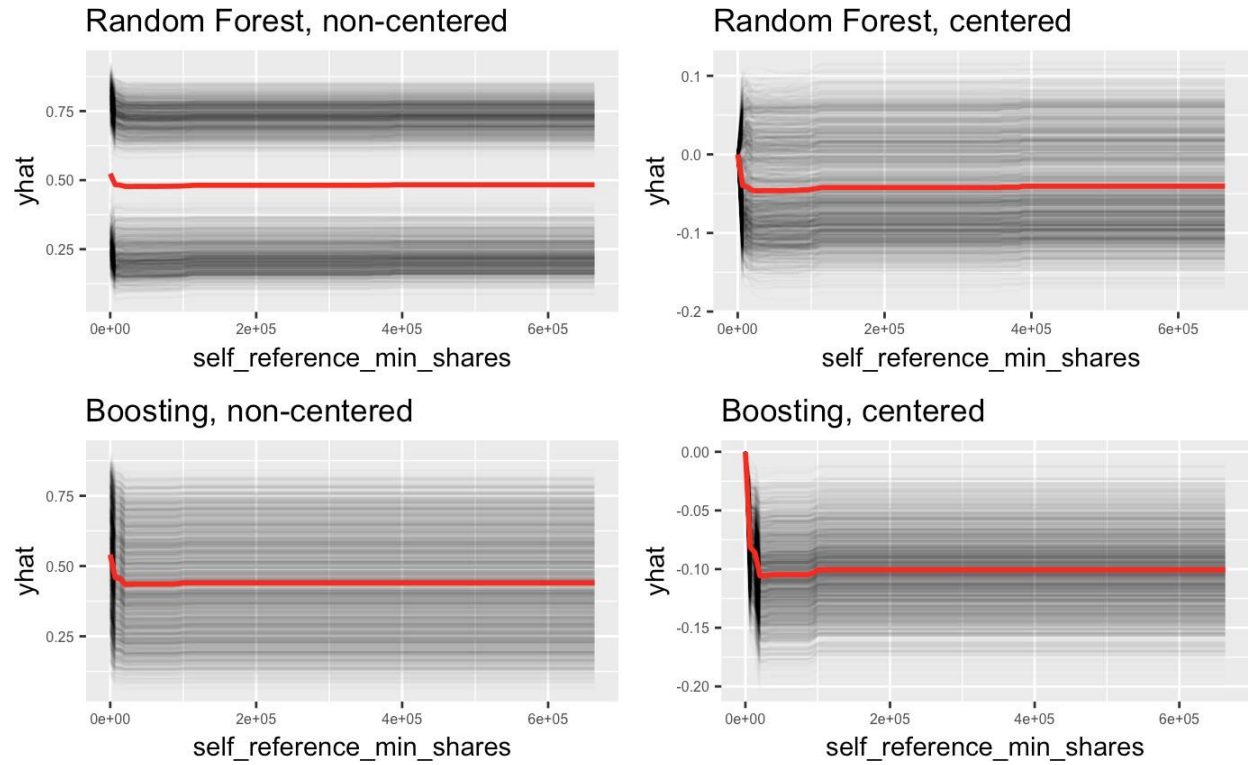 Random Forest, non-centered
yhat
0.75
0.50
0.25
0e+00 2e+05 4e+05 6e+05
self_reference_min_shares
Random Forest, centered
yhat
0.1
0.0
-0.1
-0.2
0e+00 2e+05 4e+05 6e+05
self_reference_min_shares
Boosting, non-centered
yhat
0.75
0.50
0.25
0e+00 2e+05 4e+05 6e+05
self_reference_min_shares
Boosting, centered
yhat
0.00
-0.05
-0.10
-0.15
-0.20
0e+00 2e+05 4e+05 6e+05
self_reference_min_shares